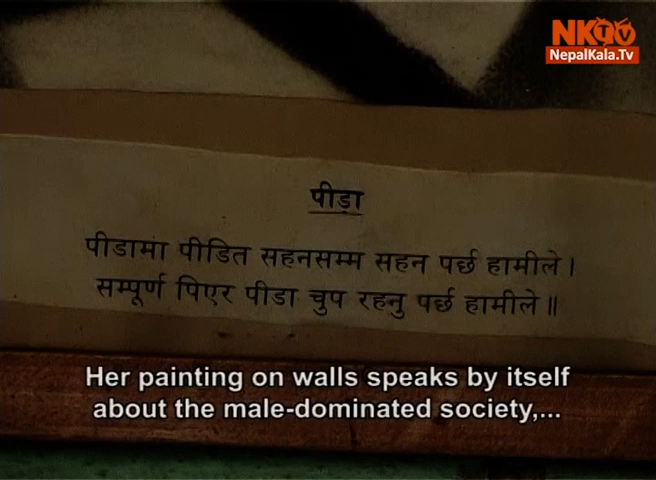 NKTV
NepalKala.Tv
पीडा
पीडामा पीडित सहनसम्म सहन पर्छ हामीले।
सम्पूर्ण पिएर पीडा चुप रहनु पर्छ हामीले॥
Her painting on walls speaks by itself
about the male-dominated society,...